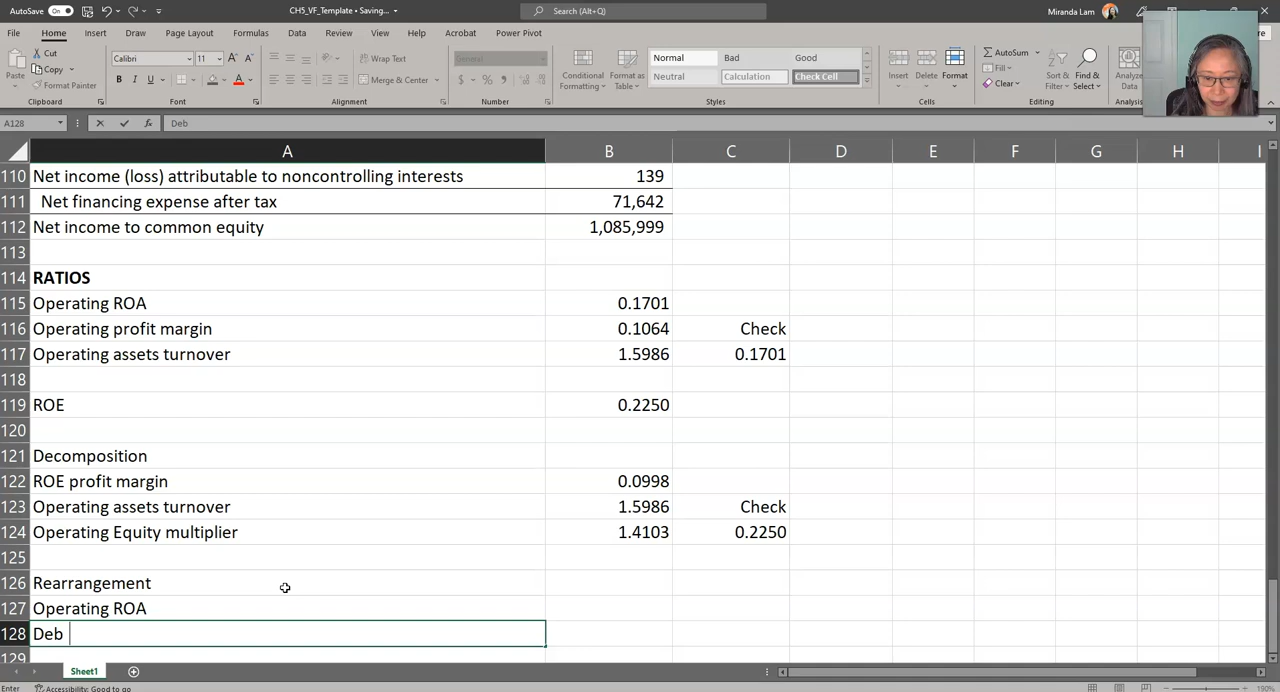 AutoSave On CH5_VF_Template • Saving... Search (Alt+Q) Miranda Lam
File Home Insert Draw Page Layout Formulas Data Review View Help Acrobat Power Pivot
Paste Cut Copy Format Painter
Calibri 11 B I U A
Wrap Text Merge & Center
General $ % ,
Conditional Formatting Format as Table
Normal Bad Good
Neutral Calculation Check Cell
Insert Delete Format
AutoSum Fill Clear Sort & Filter Find & Select
Analyze Data
Clipboard Font Alignment Number Styles Cells Editing Analysis
A128 fx Deb
A B C D E F G H I
110 Net income (loss) attributable to noncontrolling interests 139
111 Net financing expense after tax 71,642
112 Net income to common equity 1,085,999
113
114 RATIOS
115 Operating ROA 0.1701
116 Operating profit margin 0.1064 Check
117 Operating assets turnover 1.5986 0.1701
118
119 ROE 0.2250
120
121 Decomposition
122 ROE profit margin 0.0998
123 Operating assets turnover 1.5986 Check
124 Operating Equity multiplier 1.4103 0.2250
125
126 Rearrangement
127 Operating ROA
128 Deb
129
Sheet1
Enter Accessibility: Good to go 190%